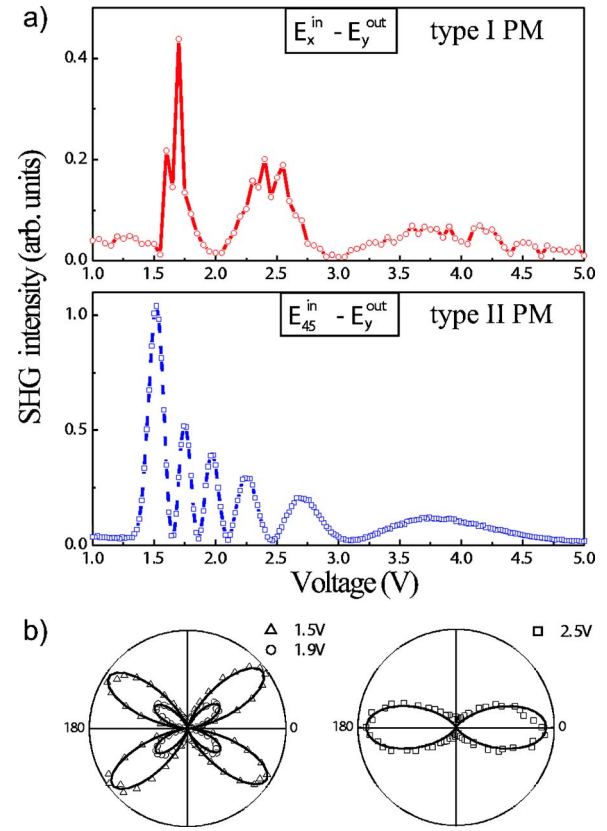 a)
E_x^in - E_y^out type I PM
0.4
0.2
0.0
1.0 1.5 2.0 2.5 3.0 3.5 4.0 4.5 5.0
SHG intensity (arb. units)
E_45^in - E_y^out type II PM
1.0
0.5
0.0
1.0 1.5 2.0 2.5 3.0 3.5 4.0 4.5 5.0
Voltage (V)
b)
△ 1.5V
○ 1.9V
□ 2.5V
180 0
180 0